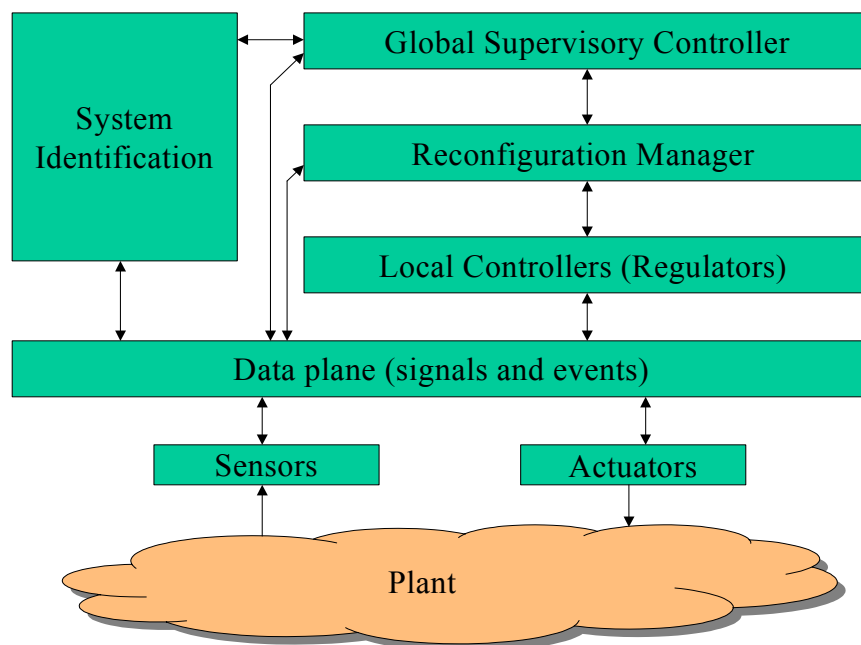 Global Supervisory Controller
System
Identification
Reconfiguration Manager
Local Controllers (Regulators)
Data plane (signals and events)
Sensors
Actuators
Plant